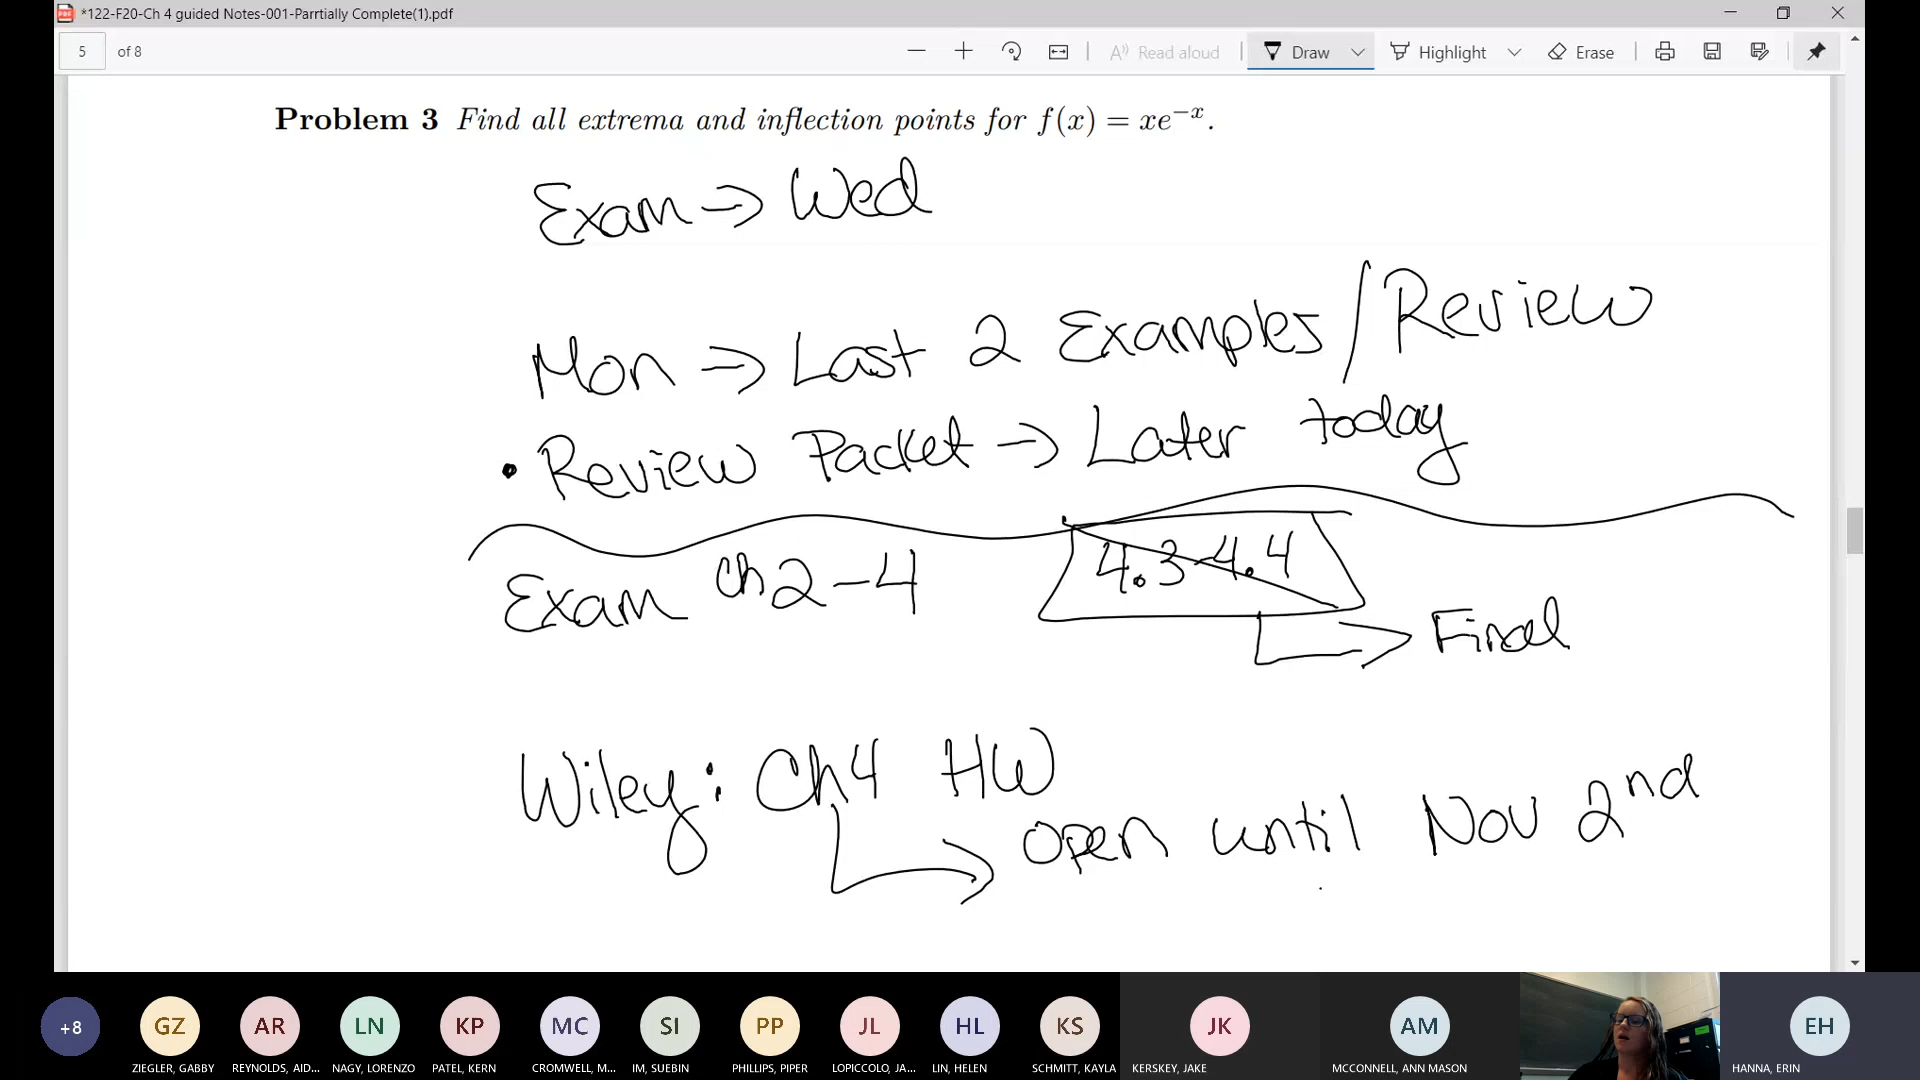 *122-F20-Ch 4 guided Notes-001-Parrtially Complete(1).pdf
5 of 8 Read aloud Draw Highlight Erase
Problem 3 Find all extrema and inflection points for f(x) = xe⁻ˣ.
Exam ⇒ Wed
Mon ⇒ Last 2 Examples / Review
• Review Packet → Later today
Exam Ch 2 – 4 4.3-4.4
Final
Wiley: Ch4 HW
open until Nov 2nd
+8 GZ AR LN KP MC SI PP JL HL KS JK AM EH
ZIEGLER, GABBY REYNOLDS, AID... NAGY, LORENZO PATEL, KERN CROMWELL, M... IM, SUEBIN PHILLIPS, PIPER LOPICCOLO, JA... LIN, HELEN SCHMITT, KAYLA KERSKEY, JAKE MCCONNELL, ANN MASON HANNA, ERIN